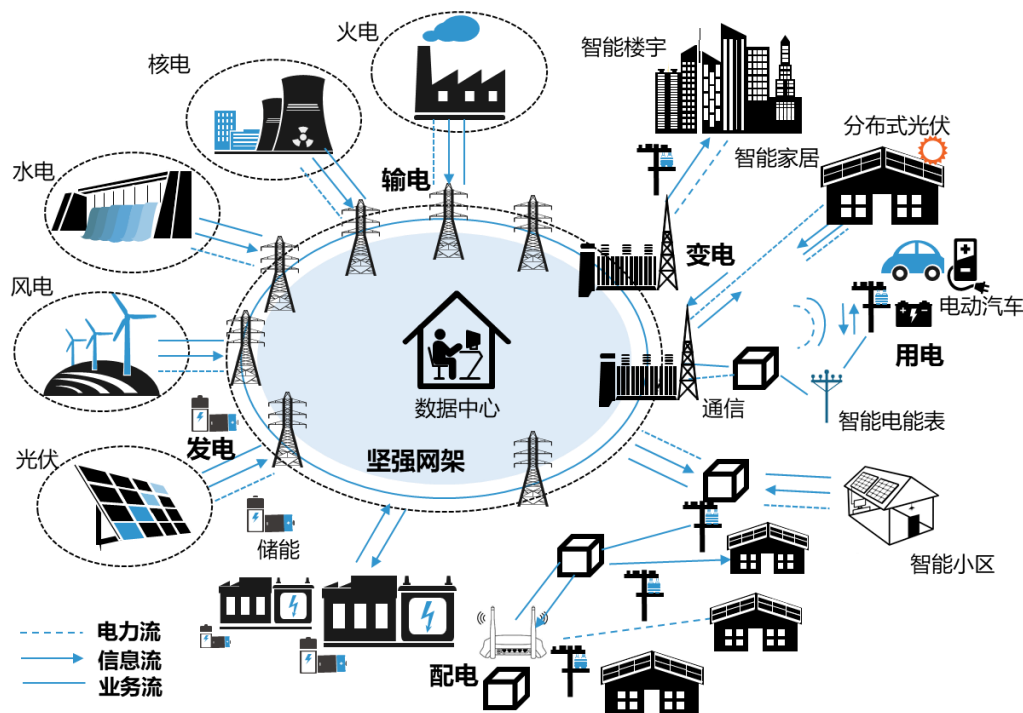 火电
智能楼宇
核电
分布式光伏
智能家居
水电
输电
变电
风电
电动汽车
用电
数据中心
通信
智能电能表
发电
坚强网架
光伏
储能
智能小区
电力流
信息流
配电
业务流